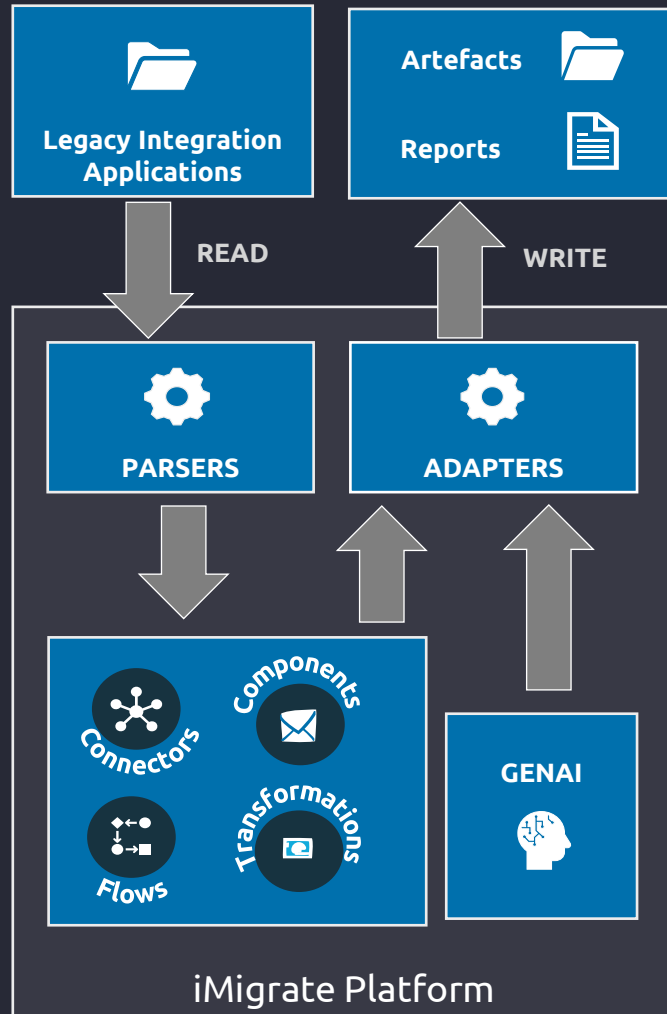 Legacy Integration
Applications
Artefacts
Reports
READ
WRITE
PARSERS
ADAPTERS
Connectors
Components
Flows
Transformations
GENAI
iMigrate Platform